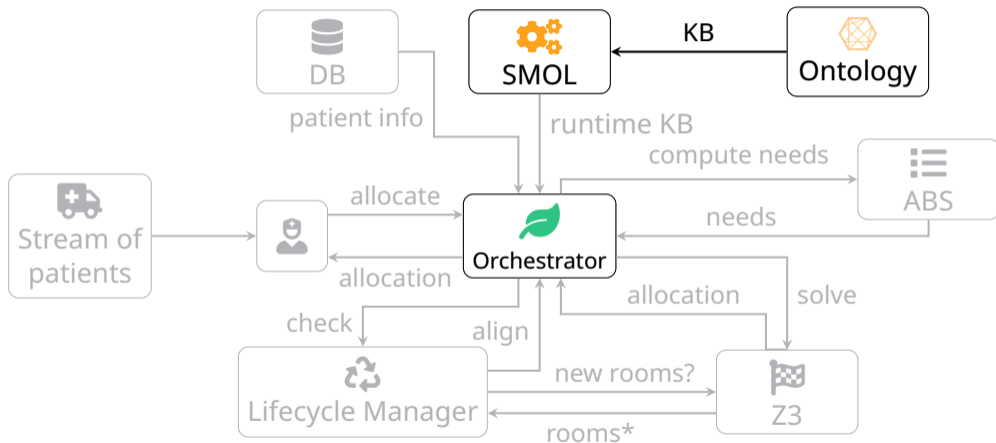 DB
SMOL
KB
Ontology
patient info
runtime KB
compute needs
ABS
Stream of
patients
allocate
needs
Orchestrator
allocation
allocation
solve
check
align
Lifecycle Manager
new rooms?
Z3
rooms*